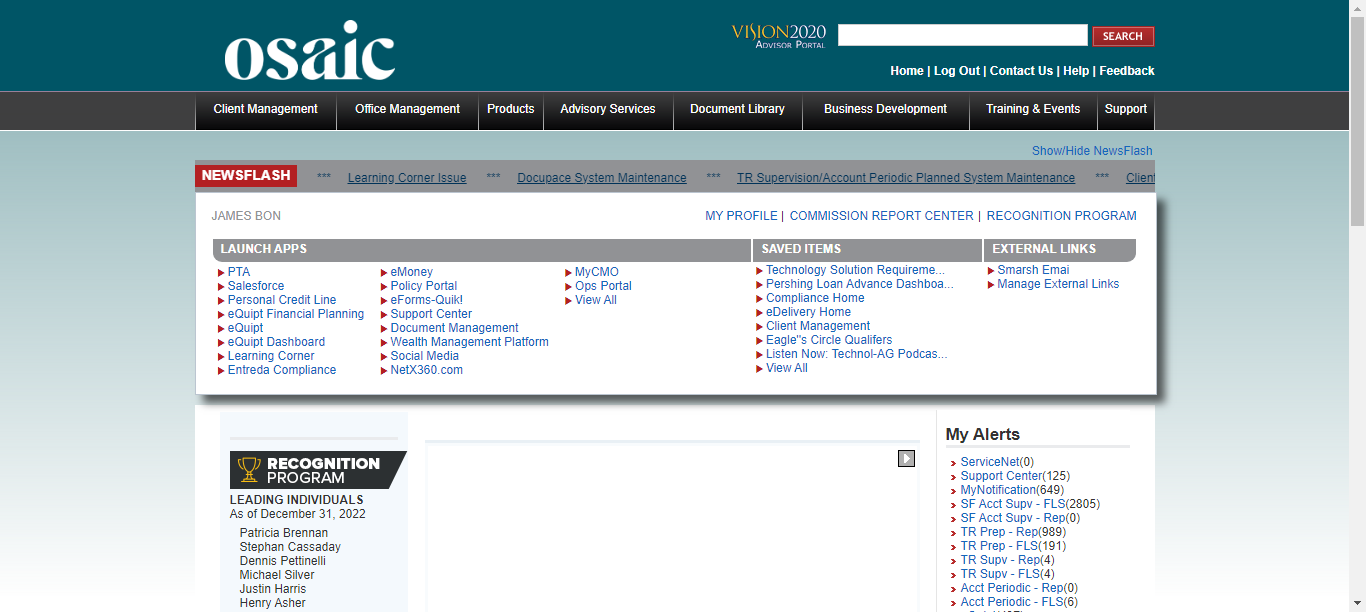 osaic
VISION2020
ADVISOR PORTAL
SEARCH
Home | Log Out | Contact Us | Help | Feedback
Client Management Office Management Products Advisory Services Document Library Business Development Training & Events Support
Show/Hide NewsFlash
NEWSFLASH *** Learning Corner Issue *** Docupace System Maintenance *** TR Supervision/Account Periodic Planned System Maintenance *** Client
JAMES BON
MY PROFILE | COMMISSION REPORT CENTER | RECOGNITION PROGRAM
LAUNCH APPS
PTA
Salesforce
Personal Credit Line
eQuipt Financial Planning
eQuipt
eQuipt Dashboard
Learning Corner
Entreda Compliance
eMoney
Policy Portal
eForms-Quik!
Support Center
Document Management
Wealth Management Platform
Social Media
NetX360.com
MyCMO
Ops Portal
View All
SAVED ITEMS
Technology Solution Requireme...
Pershing Loan Advance Dashboa...
Compliance Home
eDelivery Home
Client Management
Eagle"s Circle Qualifers
Listen Now: Technol-AG Podcas...
View All
EXTERNAL LINKS
Smarsh Emai
Manage External Links
RECOGNITION
PROGRAM
LEADING INDIVIDUALS
As of December 31, 2022
Patricia Brennan
Stephan Cassaday
Dennis Pettinelli
Michael Silver
Justin Harris
Henry Asher
My Alerts
ServiceNet(0)
Support Center(125)
MyNotification(649)
SF Acct Supv - FLS(2805)
SF Acct Supv - Rep(0)
TR Prep - Rep(989)
TR Prep - FLS(191)
TR Supv - Rep(4)
TR Supv - FLS(4)
Acct Periodic - Rep(0)
Acct Periodic - FLS(6)